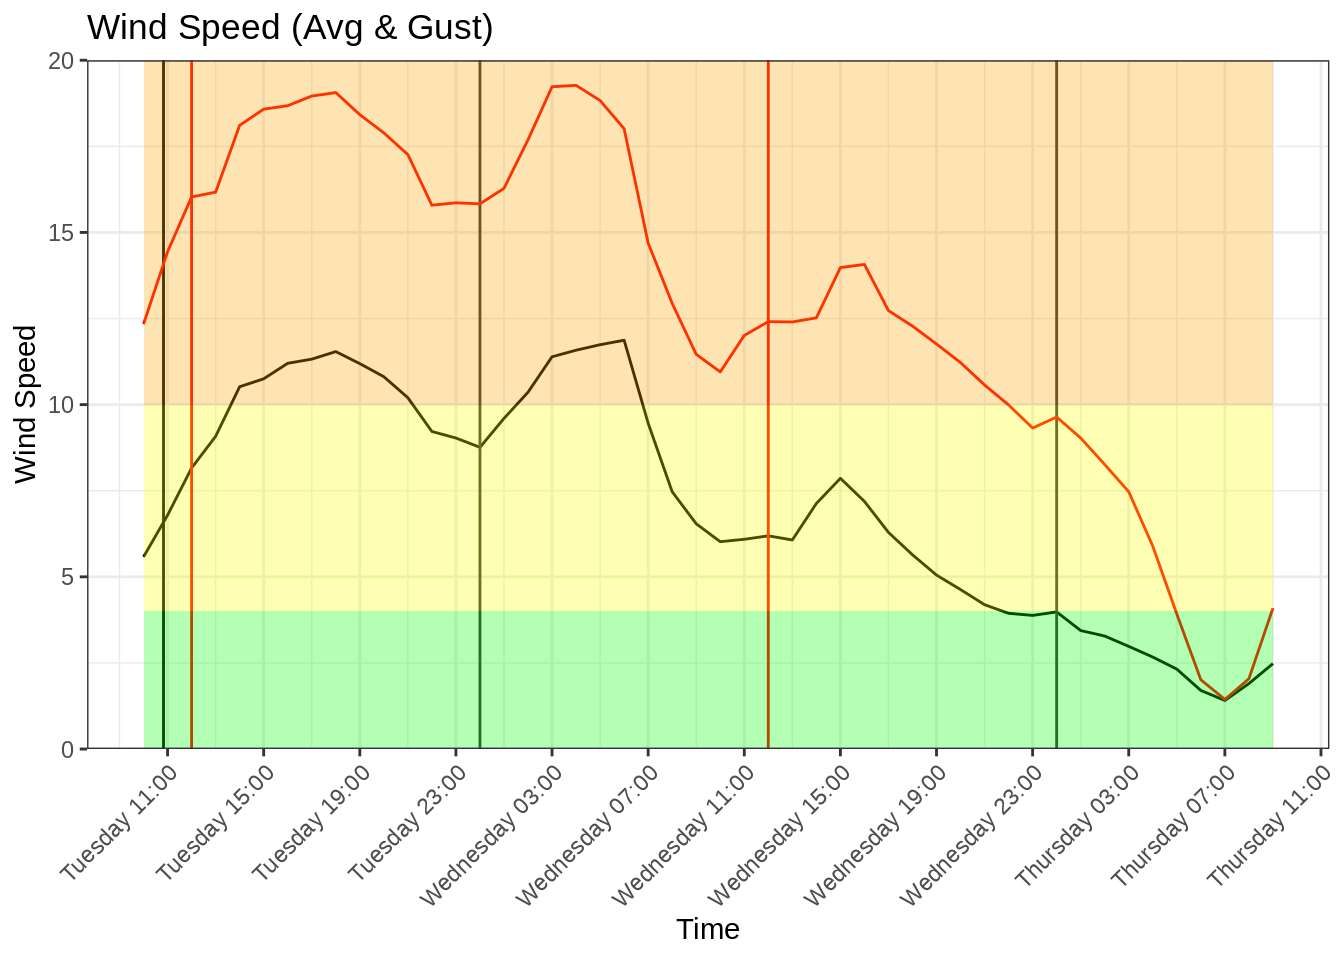 Wind Speed (Avg & Gust)
Wind Speed
20
15
10
5
0
Tuesday 11:00
Tuesday 15:00
Tuesday 19:00
Tuesday 23:00
Wednesday 03:00
Wednesday 07:00
Wednesday 11:00
Wednesday 15:00
Wednesday 19:00
Wednesday 23:00
Thursday 03:00
Thursday 07:00
Thursday 11:00
Time